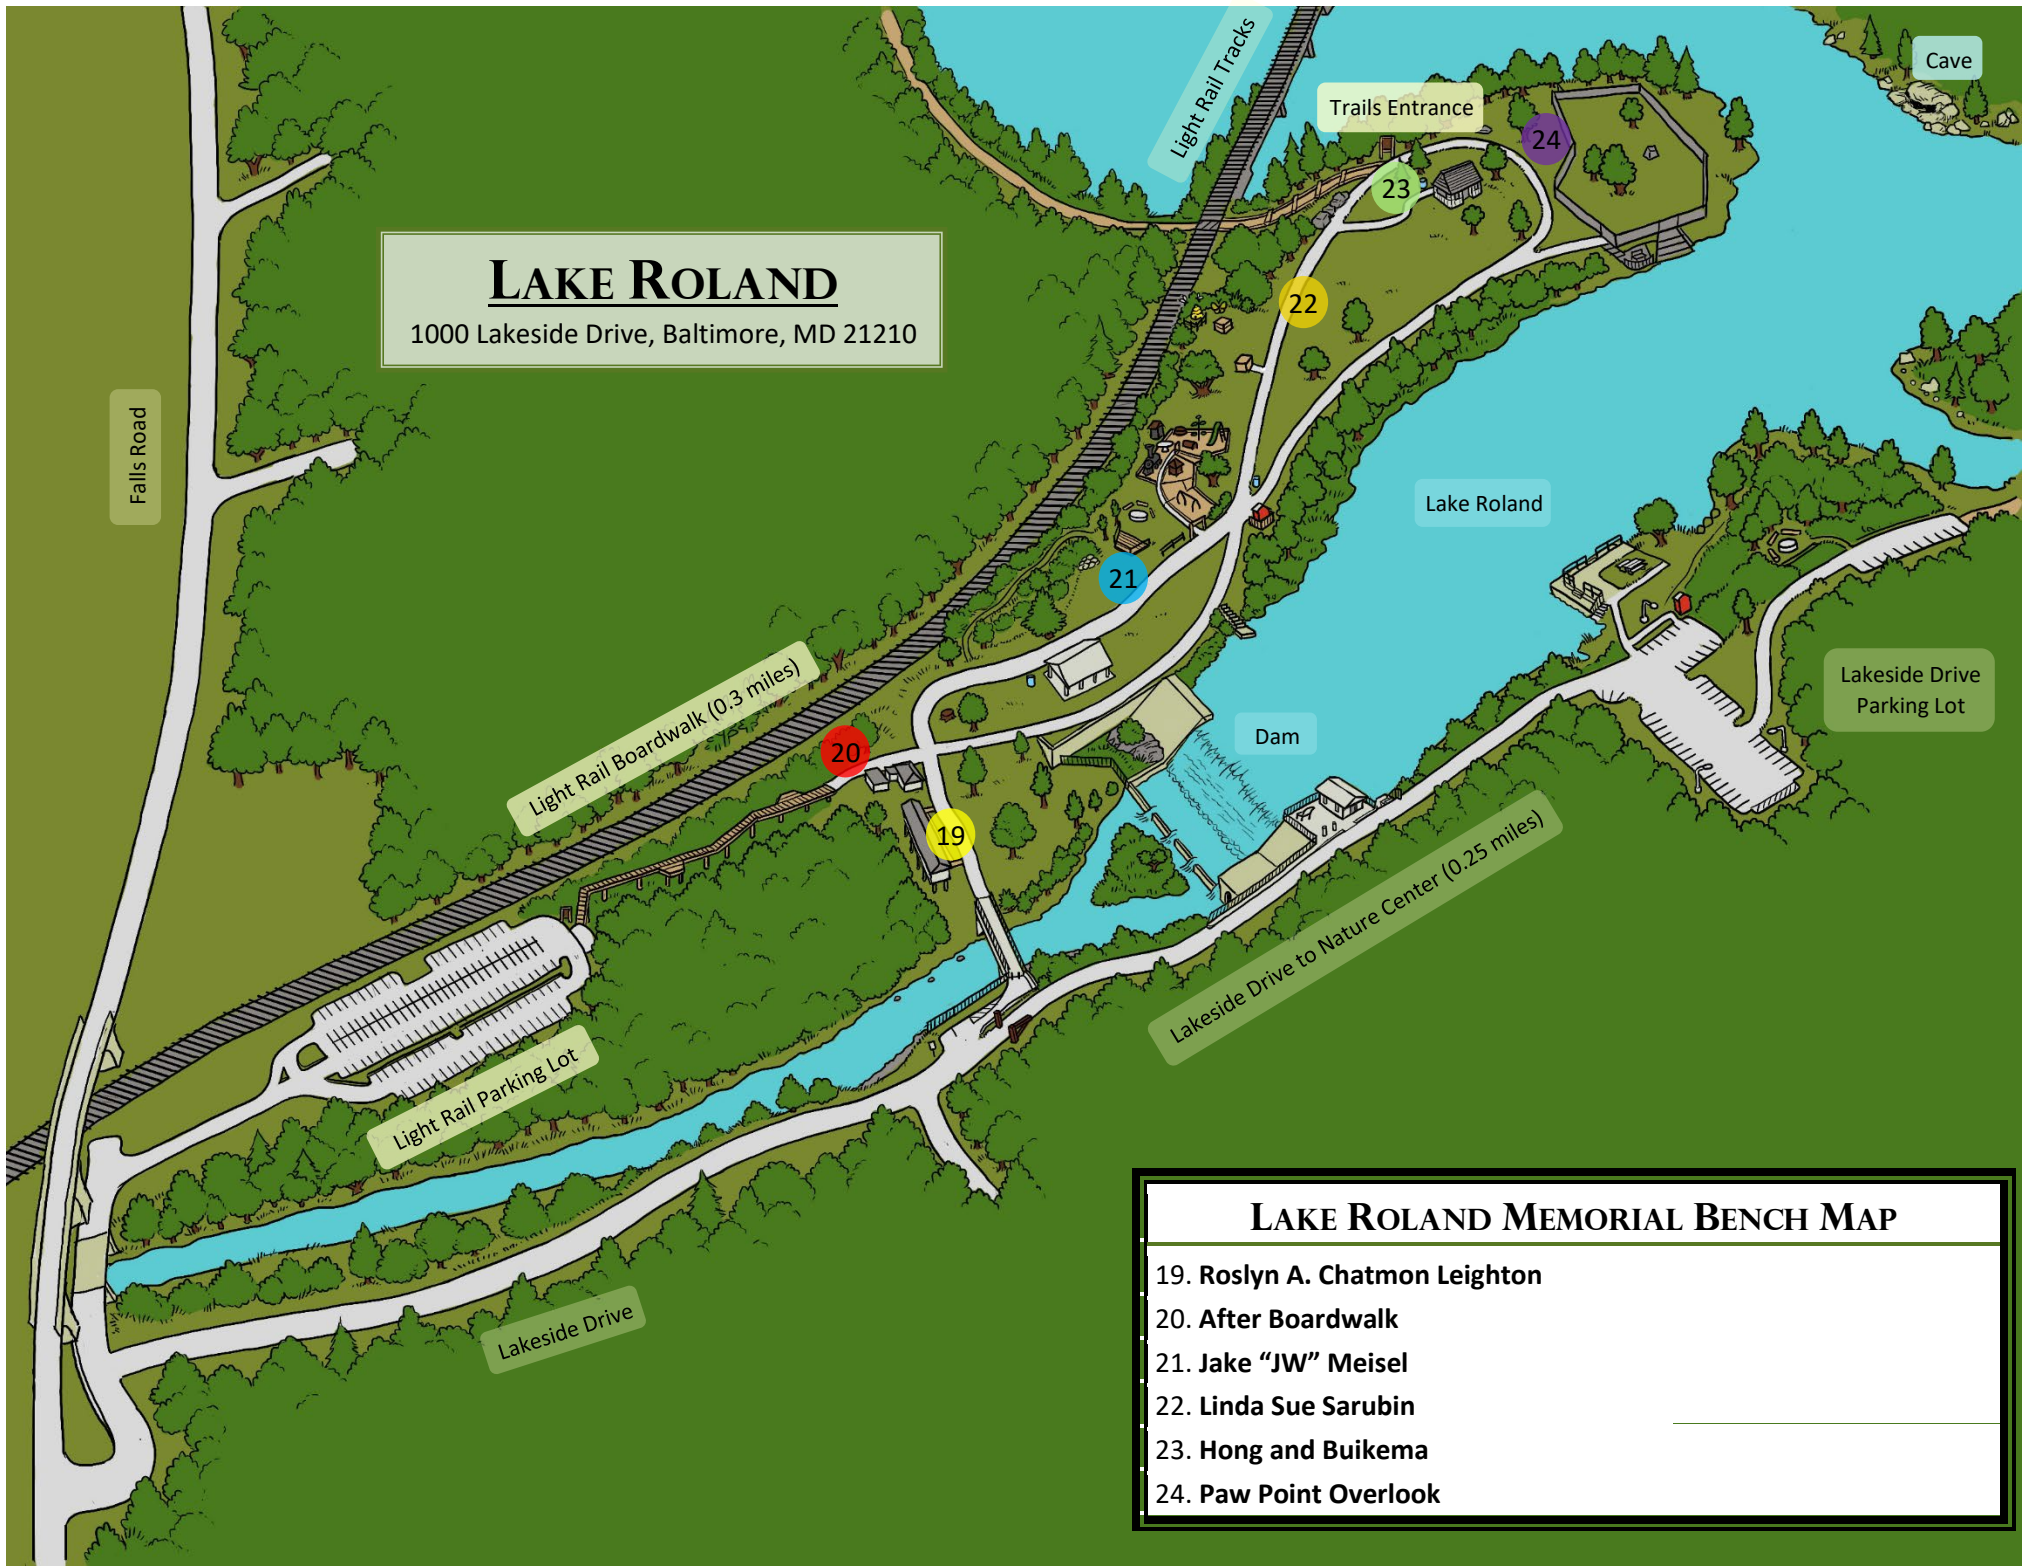 Light Rail Tracks
Cave
Trails Entrance
24
23
LAKE ROLAND
1000 Lakeside Drive, Baltimore, MD 21210
22
Falls Road
Lake Roland
21
Light Rail Boardwalk (0.3 miles)
Lakeside Drive
Parking Lot
20
Dam
19
Lakeside Drive to Nature Center (0.25 miles)
Light Rail Parking Lot
Lakeside Drive
LAKE ROLAND MEMORIAL BENCH MAP
19. Roslyn A. Chatmon Leighton
20. After Boardwalk
21. Jake “JW” Meisel
22. Linda Sue Sarubin
23. Hong and Buikema
24. Paw Point Overlook